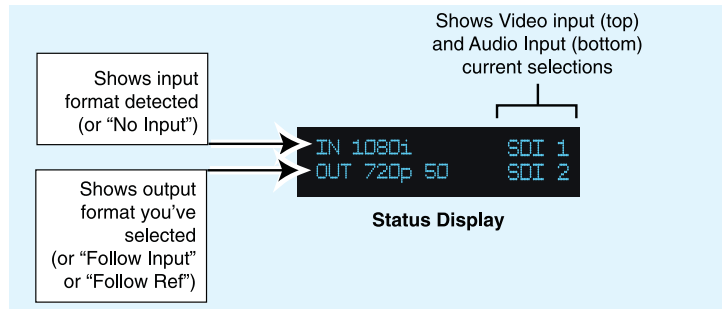 Shows Video input (top)
and Audio Input (bottom)
current selections
Shows input
format detected
(or “No Input”)
IN 1080i SDI 1
OUT 720p 50 SDI 2
Shows output
format you’ve
selected
(or “Follow Input”
or “Follow Ref”)
Status Display